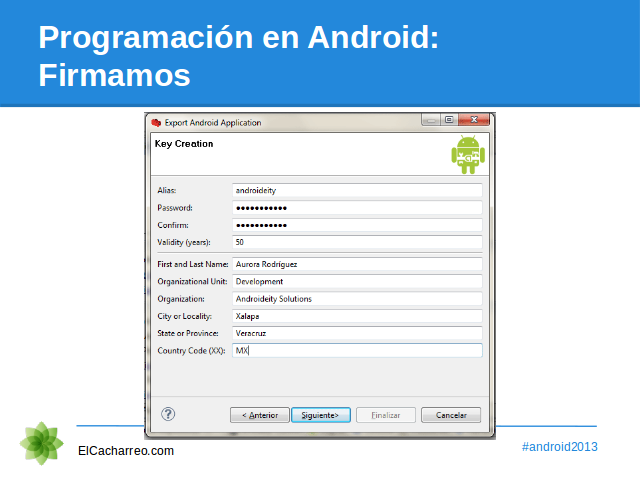 Programación en Android:
Firmamos
Export Android Application
Key Creation
Alias: androideity
Password: ●●●●●●●●●●●
Confirm: ●●●●●●●●●●●
Validity (years): 50
First and Last Name: Aurora Rodríguez
Organizational Unit: Development
Organization: Androideity Solutions
City or Locality: Xalapa
State or Province: Veracruz
Country Code (XX): MX
? < Anterior Siguiente> Finalizar Cancelar
ElCacharreo.com
#android2013